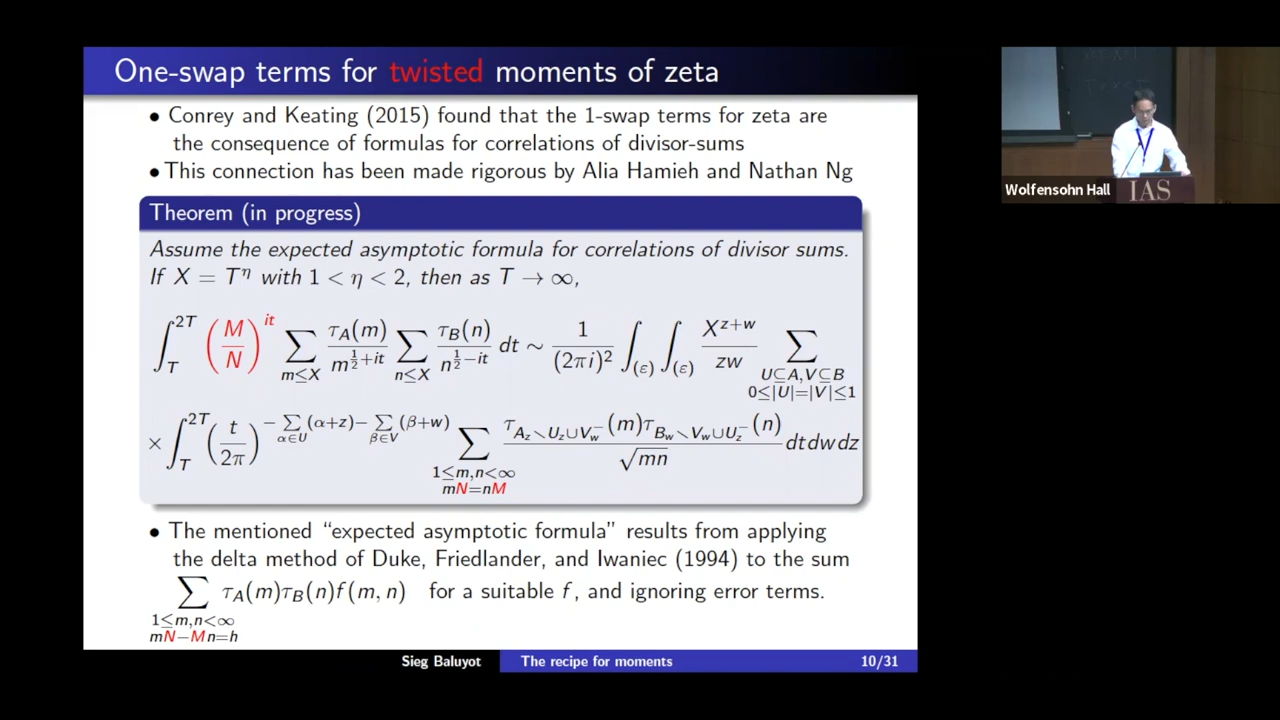 One-swap terms for twisted moments of zeta
• Conrey and Keating (2015) found that the 1-swap terms for zeta are
the consequence of formulas for correlations of divisor-sums
• This connection has been made rigorous by Alia Hamieh and Nathan Ng
Theorem (in progress)
Assume the expected asymptotic formula for correlations of divisor sums.
If X = T^η with 1 < η < 2, then as T → ∞,
∫_T^{2T} (M/N)^{it} ∑_{m≤X} τ_A(m)/m^{1/2+it} ∑_{n≤X} τ_B(n)/n^{1/2−it} dt ∼ 1/(2πi)^2 ∫_{(ε)} ∫_{(ε)} X^{z+w}/zw ∑_{U⊆A,V⊆B 0≤|U|=|V|≤1}
× ∫_T^{2T} (t/2π)^{−∑_{α∈U}(α+z)−∑_{β∈V}(β+w)} ∑_{1≤m,n<∞ mN=nM} τ_{A_z∖U_z∪V_w^−}(m)τ_{B_w∖V_w∪U_z^−}(n)/√mn dtdwdz
• The mentioned “expected asymptotic formula” results from applying
the delta method of Duke, Friedlander, and Iwaniec (1994) to the sum
∑_{1≤m,n<∞ mN−Mn=h} τ_A(m)τ_B(n)f(m, n) for a suitable f, and ignoring error terms.
Sieg Baluyot The recipe for moments 10/31
Wolfensohn Hall
IAS